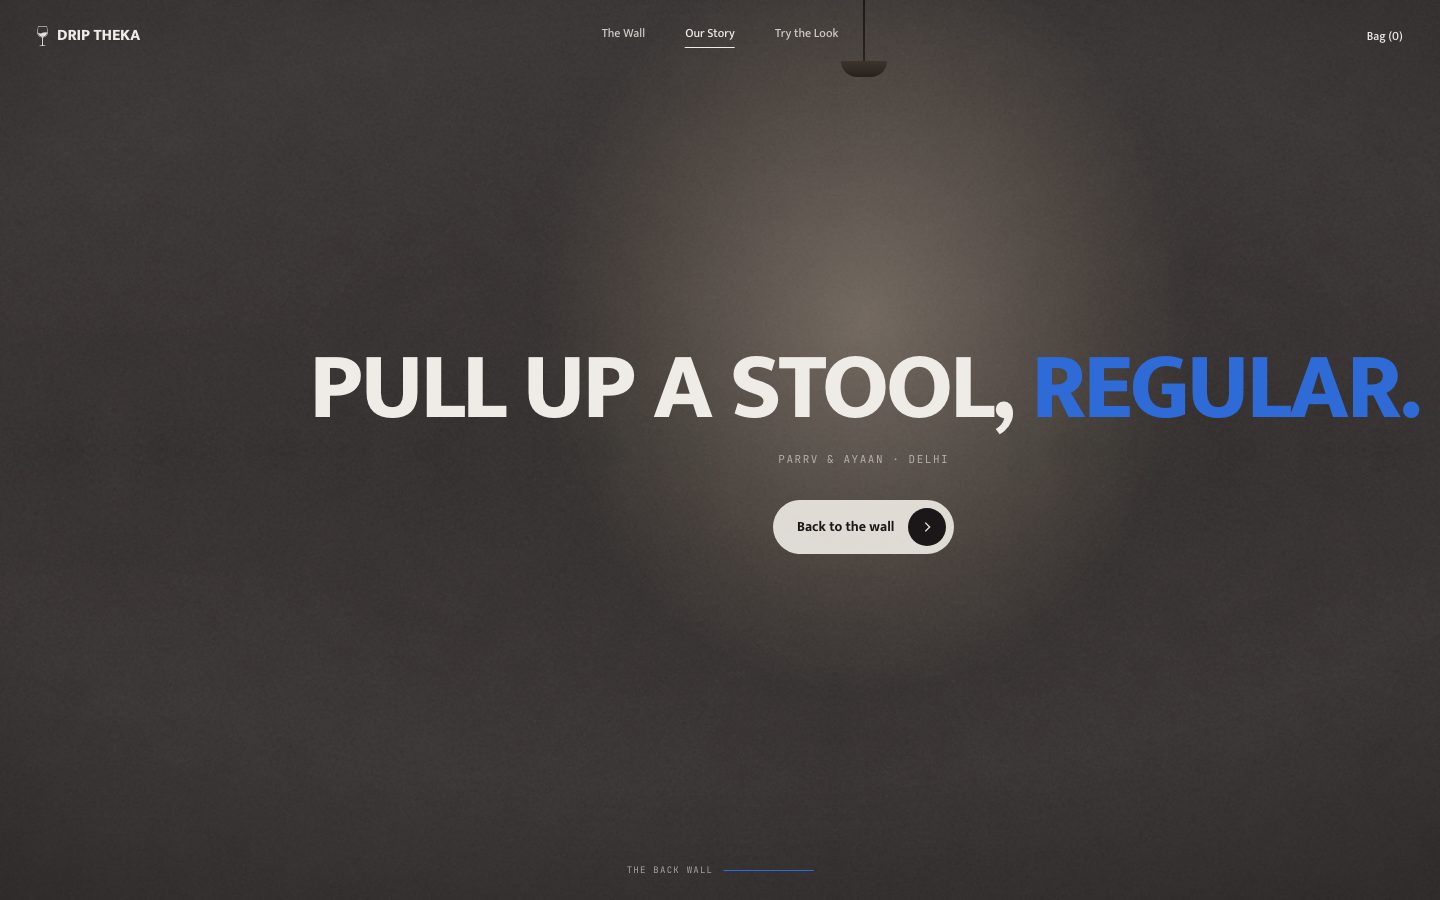 DRIP THEKA
The Wall
Our Story
Try the Look
Bag (0)
PULL UP A STOOL, REGULAR.
PARRV & AYAAN · DELHI
Back to the wall
THE BACK WALL